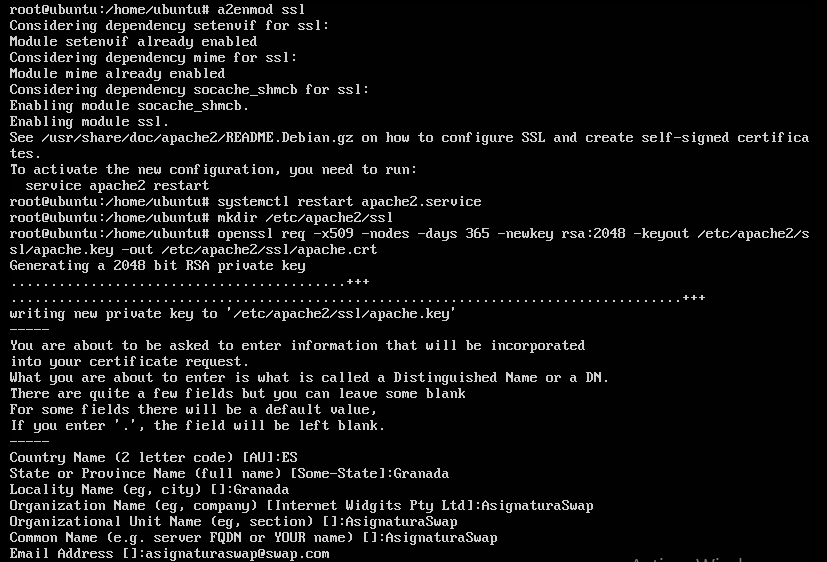 root@ubuntu:/home/ubuntu# a2enmod ssl
Considering dependency setenvif for ssl:
Module setenvif already enabled
Considering dependency mime for ssl:
Module mime already enabled
Considering dependency socache_shmcb for ssl:
Enabling module socache_shmcb.
Enabling module ssl.
See /usr/share/doc/apache2/README.Debian.gz on how to configure SSL and create self-signed certifica
tes.
To activate the new configuration, you need to run:
  service apache2 restart
root@ubuntu:/home/ubuntu# systemctl restart apache2.service
root@ubuntu:/home/ubuntu# mkdir /etc/apache2/ssl
root@ubuntu:/home/ubuntu# openssl req -x509 -nodes -days 365 -newkey rsa:2048 -keyout /etc/apache2/s
sl/apache.key -out /etc/apache2/ssl/apache.crt
Generating a 2048 bit RSA private key
..........................................+++
....................................................................................+++
writing new private key to '/etc/apache2/ssl/apache.key'
-----
You are about to be asked to enter information that will be incorporated
into your certificate request.
What you are about to enter is what is called a Distinguished Name or a DN.
There are quite a few fields but you can leave some blank
For some fields there will be a default value,
If you enter '.', the field will be left blank.
-----
Country Name (2 letter code) [AU]:ES
State or Province Name (full name) [Some-State]:Granada
Locality Name (eg, city) []:Granada
Organization Name (eg, company) [Internet Widgits Pty Ltd]:AsignaturaSwap
Organizational Unit Name (eg, section) []:AsignaturaSwap
Common Name (e.g. server FQDN or YOUR name) []:AsignaturaSwap
Email Address []:asignaturaswap@swap.com